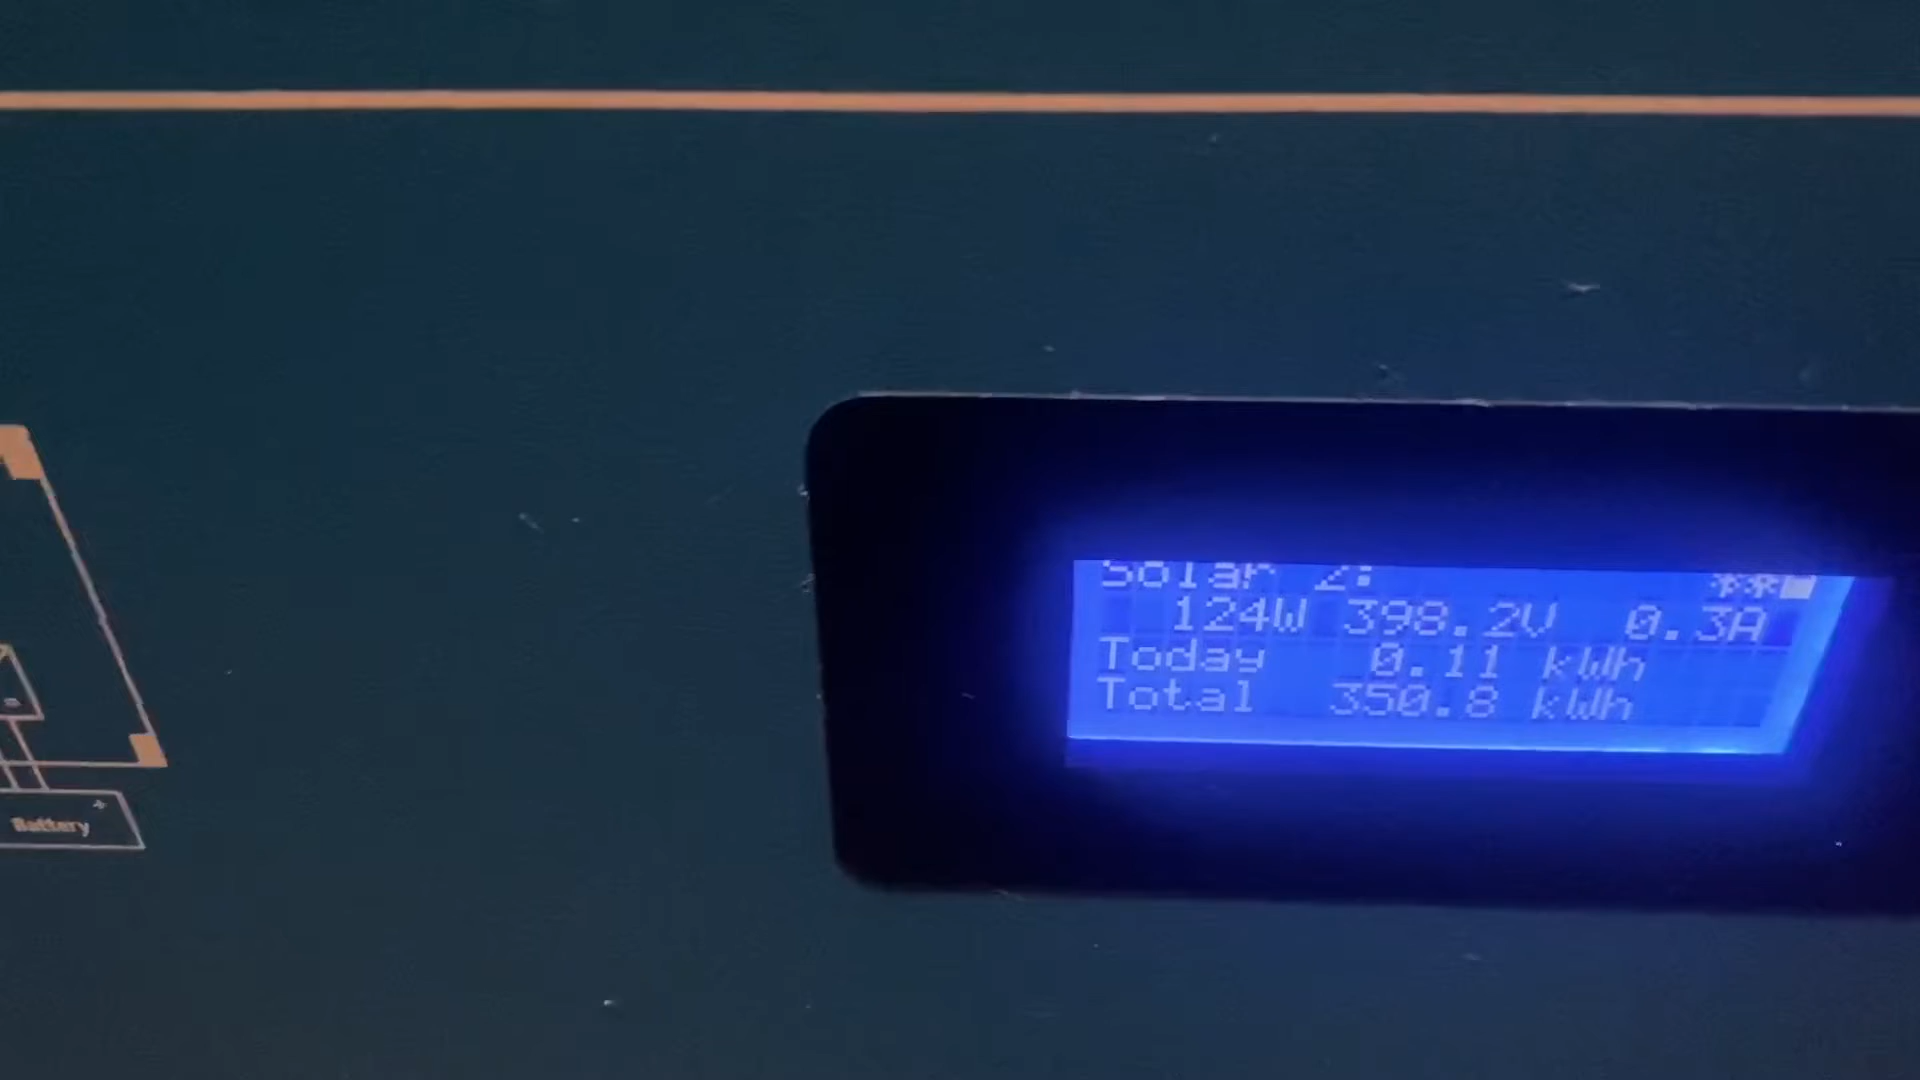 Solar 2: **
124W 398.2V 0.3A
Today 0.11 kWh
Total 350.8 kWh
Battery